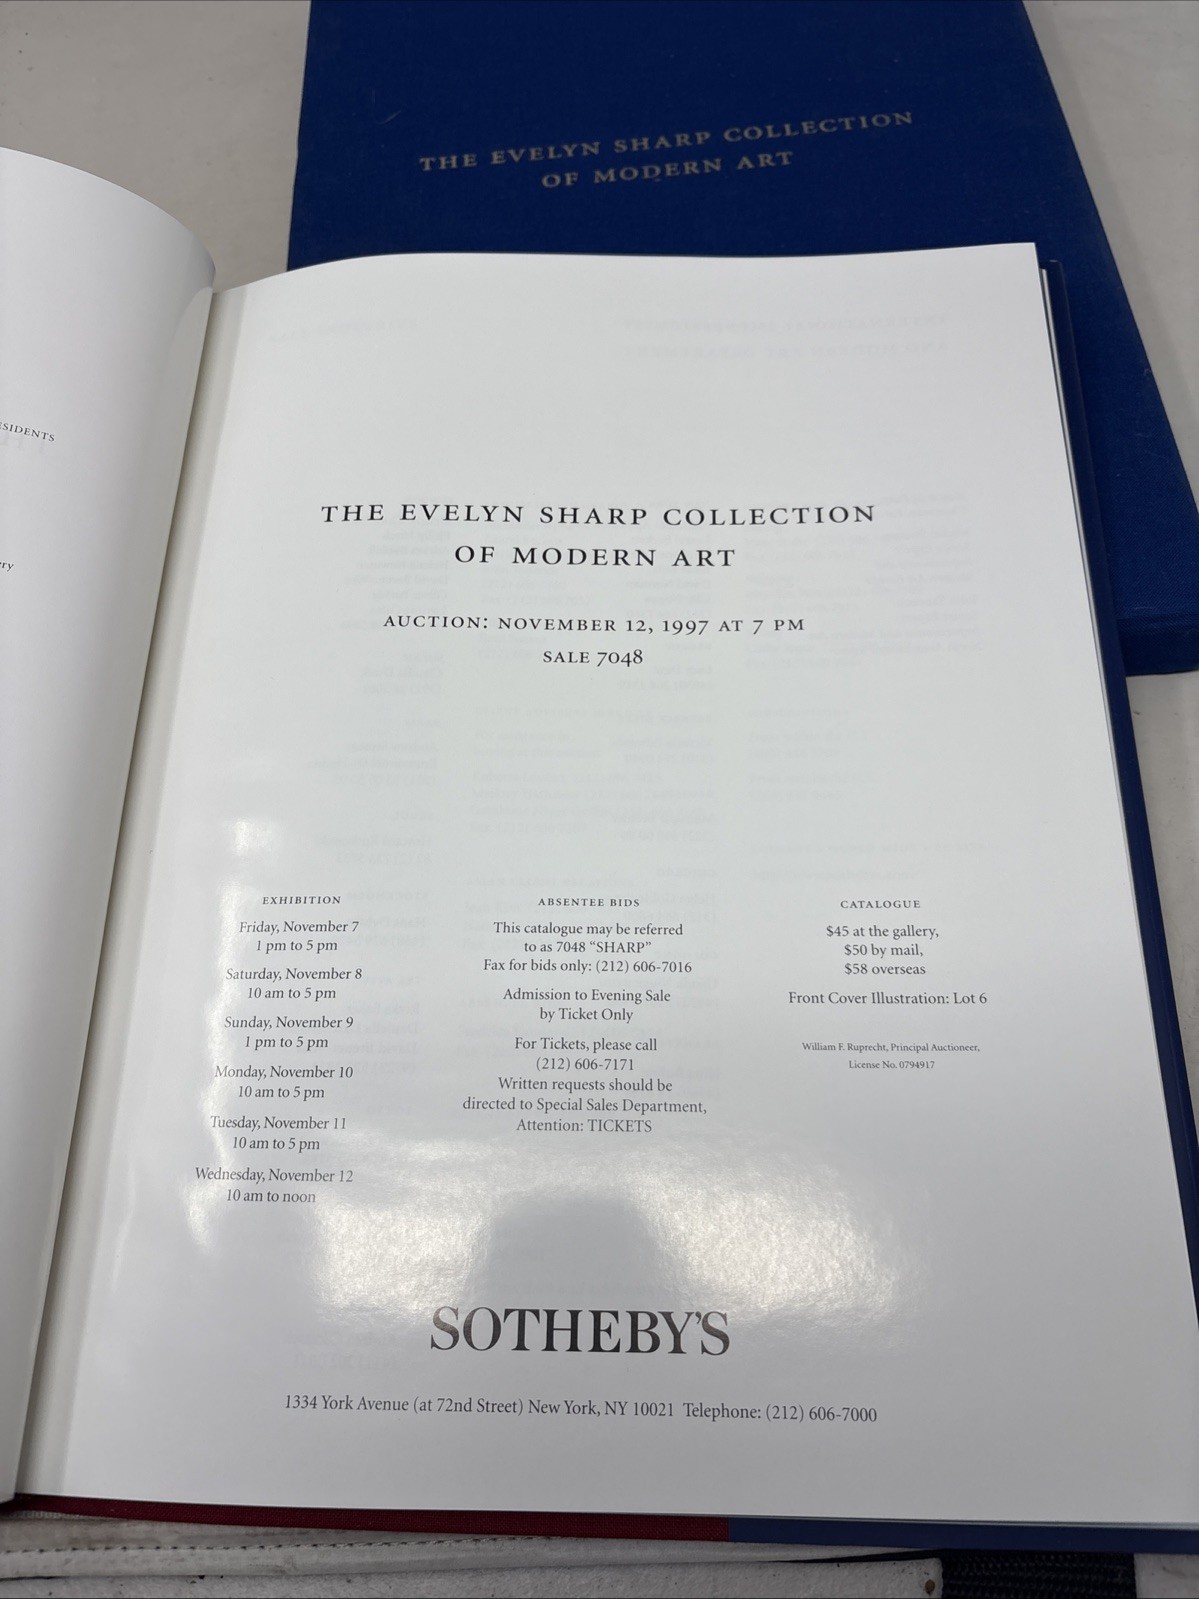 THE EVELYN SHARP COLLECTION
OF MODERN ART
THE EVELYN SHARP COLLECTION
OF MODERN ART
AUCTION: NOVEMBER 12, 1997 AT 7 PM
SALE 7048
EXHIBITION
Friday, November 7
1 pm to 5 pm
Saturday, November 8
10 am to 5 pm
Sunday, November 9
1 pm to 5 pm
Monday, November 10
10 am to 5 pm
Tuesday, November 11
10 am to 5 pm
Wednesday, November 12
10 am to noon
ABSENTEE BIDS
This catalogue may be referred
to as 7048 “SHARP”
Fax for bids only: (212) 606-7016
Admission to Evening Sale
by Ticket Only
For Tickets, please call
(212) 606-7171
Written requests should be
directed to Special Sales Department,
Attention: TICKETS
CATALOGUE
$45 at the gallery,
$50 by mail,
$58 overseas
Front Cover Illustration: Lot 6
William F. Ruprecht, Principal Auctioneer,
License No. 0794917
SOTHEBY'S
1334 York Avenue (at 72nd Street) New York, NY 10021 Telephone: (212) 606-7000